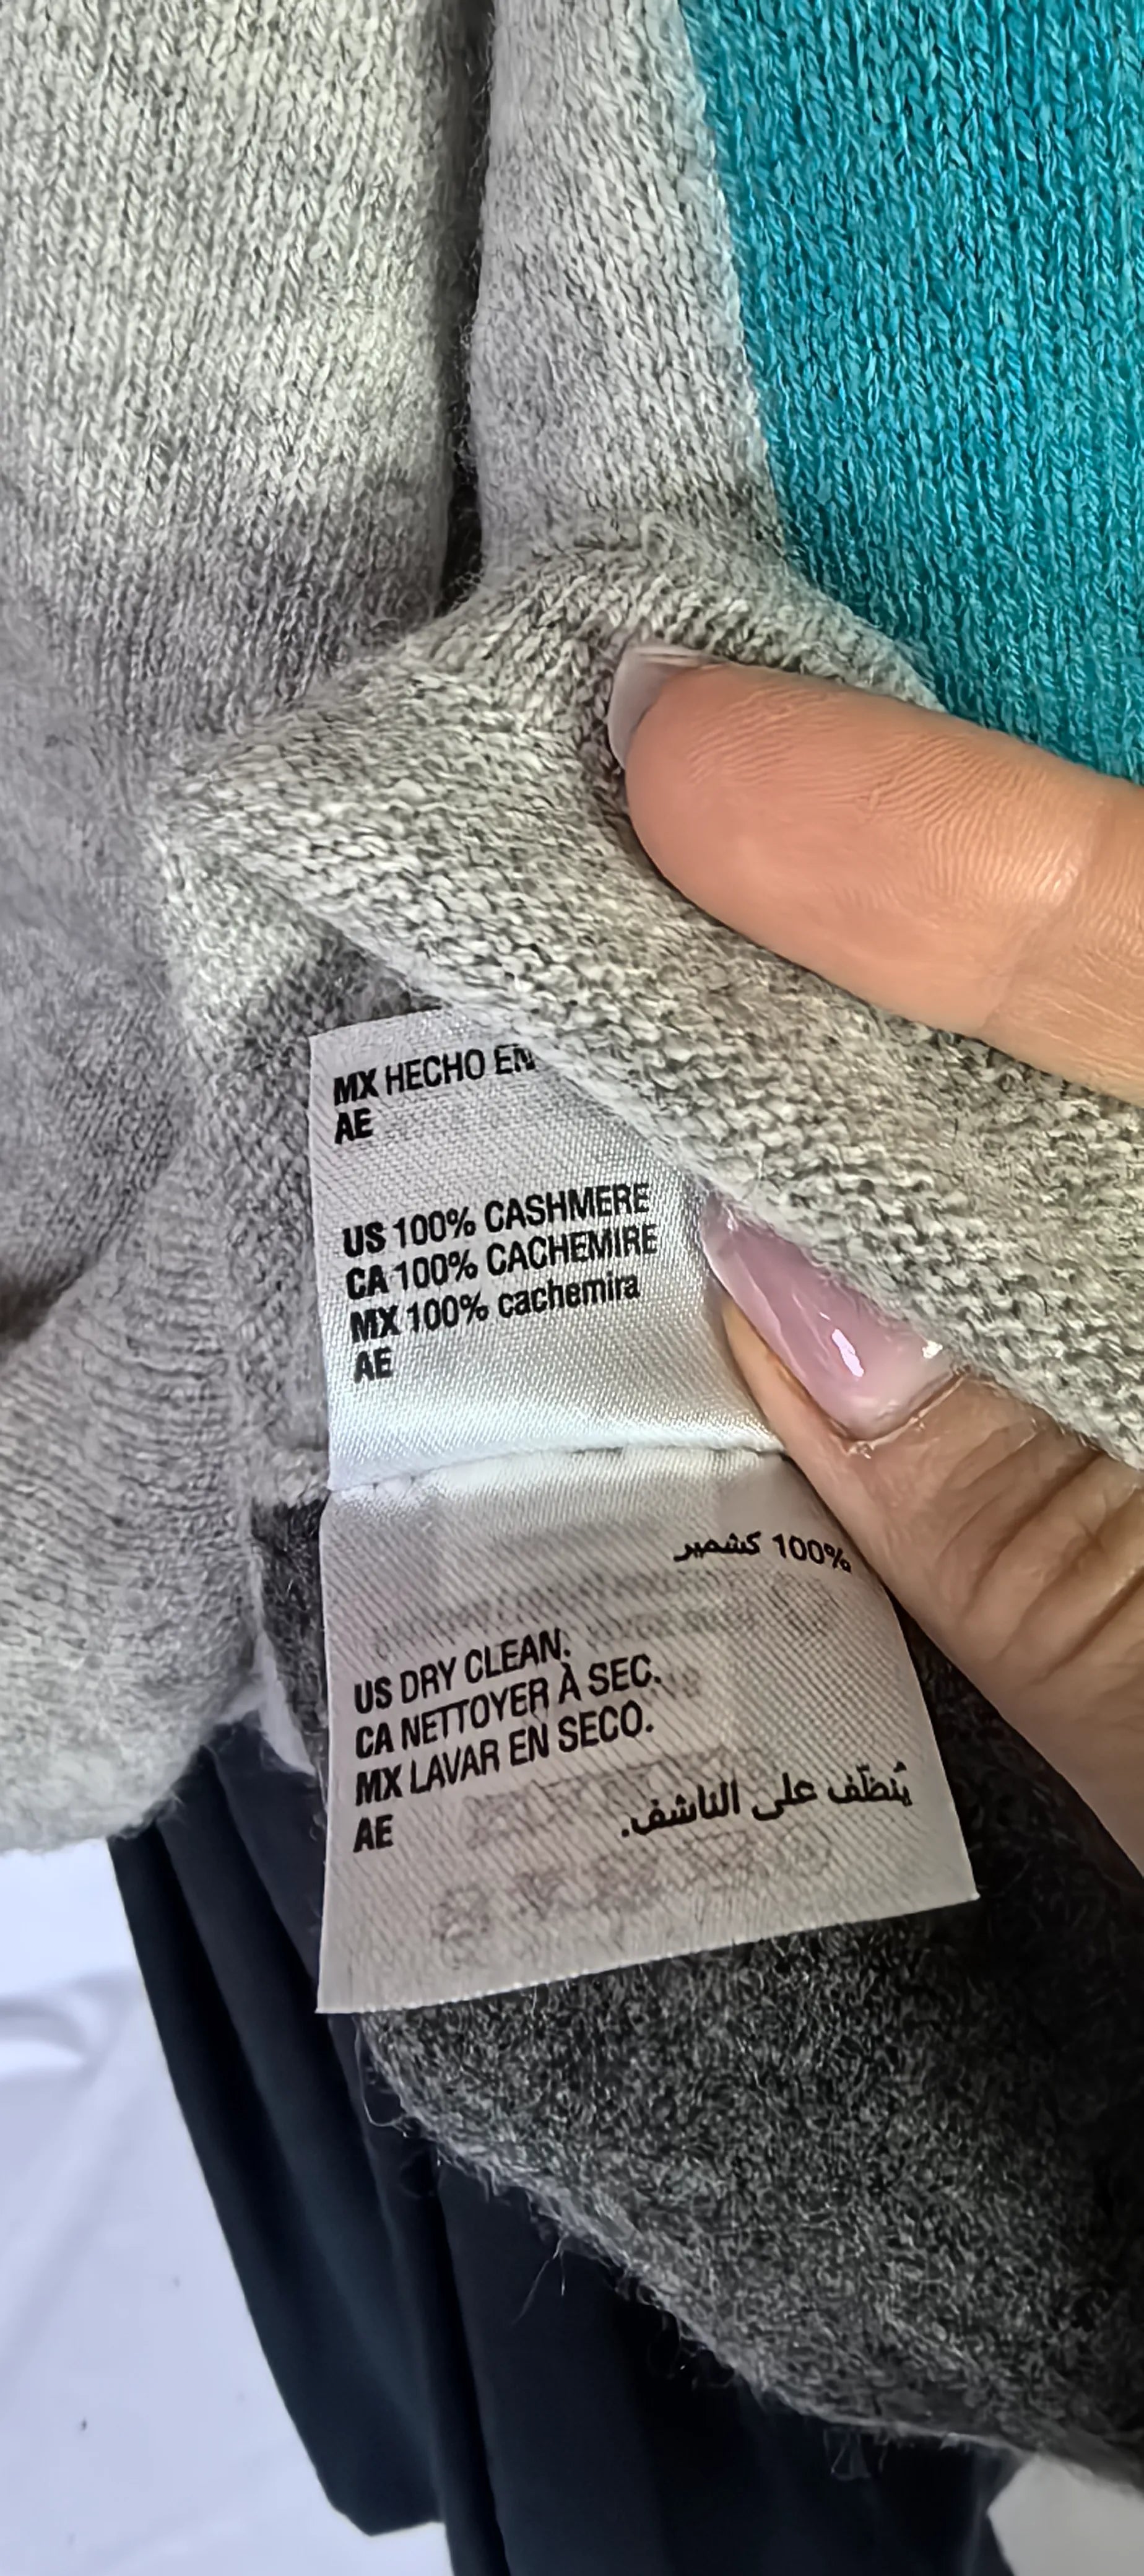 MX HECHO EN
AE
US 100% CASHMERE
CA 100% CACHEMIRE
MX 100% cachemira
AE
100% كشمير
US DRY CLEAN.
CA NETTOYER À SEC.
MX LAVAR EN SECO.
AE
يُنظّف على الناشف.